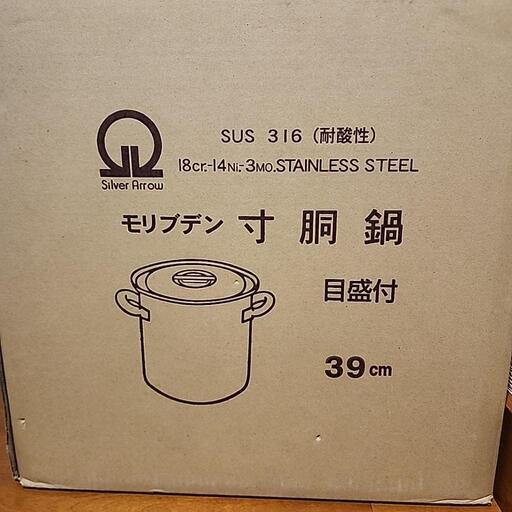 SUS 316（耐酸性）
18cr.-14Ni.-3MO.STAINLESS STEEL
Silver Arrow
モリブデン 寸胴鍋
目盛付
39cm